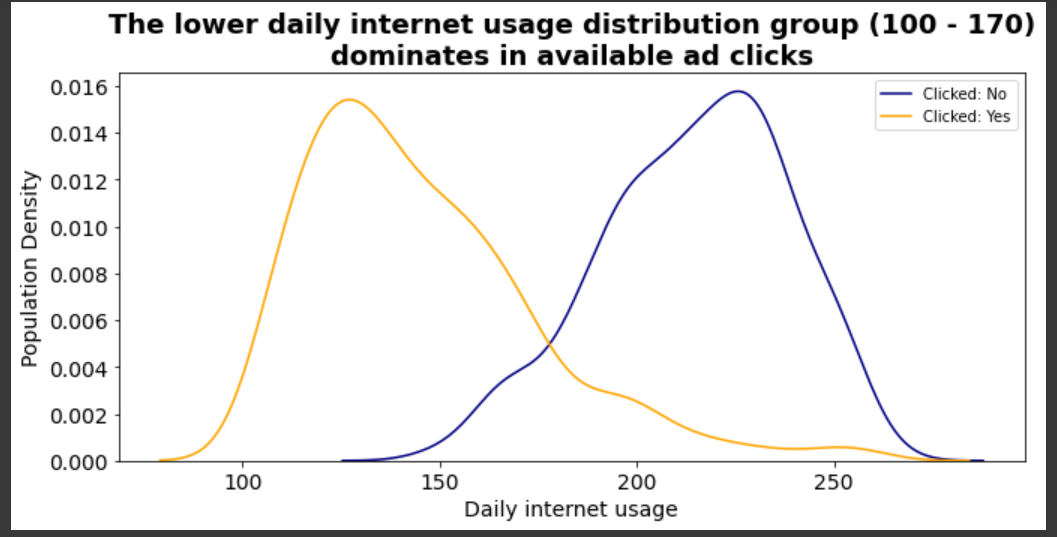 The lower daily internet usage distribution group (100 - 170)
dominates in available ad clicks
Clicked: No
Clicked: Yes
Population Density
0.016
0.014
0.012
0.010
0.008
0.006
0.004
0.002
0.000
100 150 200 250
Daily internet usage